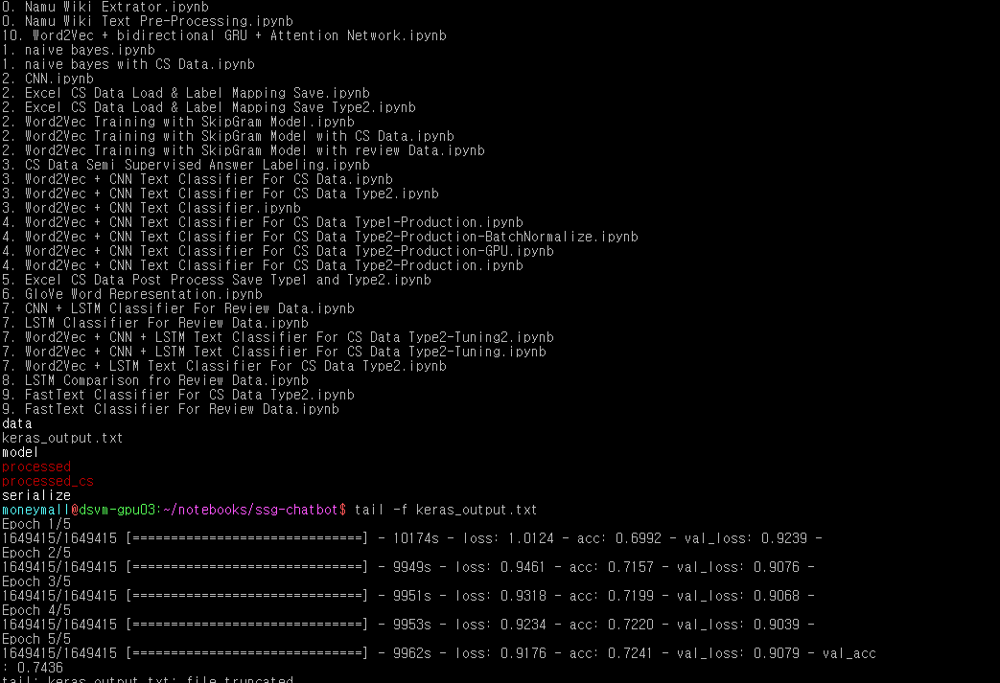 0. Namu Wiki Extrator.ipynb
0. Namu Wiki Text Pre-Processing.ipynb
10. Word2Vec + bidirectional GRU + Attention Network.ipynb
1. naive bayes.ipynb
1. naive bayes with CS Data.ipynb
2. CNN.ipynb
2. Excel CS Data Load & Label Mapping Save.ipynb
2. Excel CS Data Load & Label Mapping Save Type2.ipynb
2. Word2Vec Training with SkipGram Model.ipynb
2. Word2Vec Training with SkipGram Model with CS Data.ipynb
2. Word2Vec Training with SkipGram Model with review Data.ipynb
3. CS Data Semi Supervised Answer Labeling.ipynb
3. Word2Vec + CNN Text Classifier For CS Data.ipynb
3. Word2Vec + CNN Text Classifier For CS Data Type2.ipynb
3. Word2Vec + CNN Text Classifier.ipynb
4. Word2Vec + CNN Text Classifier For CS Data Type1-Production.ipynb
4. Word2Vec + CNN Text Classifier For CS Data Type2-Production-BatchNormalize.ipynb
4. Word2Vec + CNN Text Classifier For CS Data Type2-Production-GPU.ipynb
4. Word2Vec + CNN Text Classifier For CS Data Type2-Production.ipynb
5. Excel CS Data Post Process Save Type1 and Type2.ipynb
6. GloVe Word Representation.ipynb
7. CNN + LSTM Classifier For Review Data.ipynb
7. LSTM Classifier For Review Data.ipynb
7. Word2Vec + CNN + LSTM Text Classifier For CS Data Type2-Tuning2.ipynb
7. Word2Vec + CNN + LSTM Text Classifier For CS Data Type2-Tuning.ipynb
7. Word2Vec + LSTM Text Classifier For CS Data Type2.ipynb
8. LSTM Comparison fro Review Data.ipynb
9. FastText Classifier For CS Data Type2.ipynb
9. FastText Classifier For Review Data.ipynb
data
keras_output.txt
model
processed
processed_cs
serialize
moneymall@dsvm-gpu03:~/notebooks/ssg-chatbot$ tail -f keras_output.txt
Epoch 1/5
1649415/1649415 [==============================] - 10174s - loss: 1.0124 - acc: 0.6992 - val_loss: 0.9239 -
Epoch 2/5
1649415/1649415 [==============================] - 9949s - loss: 0.9461 - acc: 0.7157 - val_loss: 0.9076 -
Epoch 3/5
1649415/1649415 [==============================] - 9951s - loss: 0.9318 - acc: 0.7199 - val_loss: 0.9068 -
Epoch 4/5
1649415/1649415 [==============================] - 9953s - loss: 0.9234 - acc: 0.7220 - val_loss: 0.9039 -
Epoch 5/5
1649415/1649415 [==============================] - 9962s - loss: 0.9176 - acc: 0.7241 - val_loss: 0.9079 - val_acc
: 0.7436
tail: keras_output.txt: file truncated